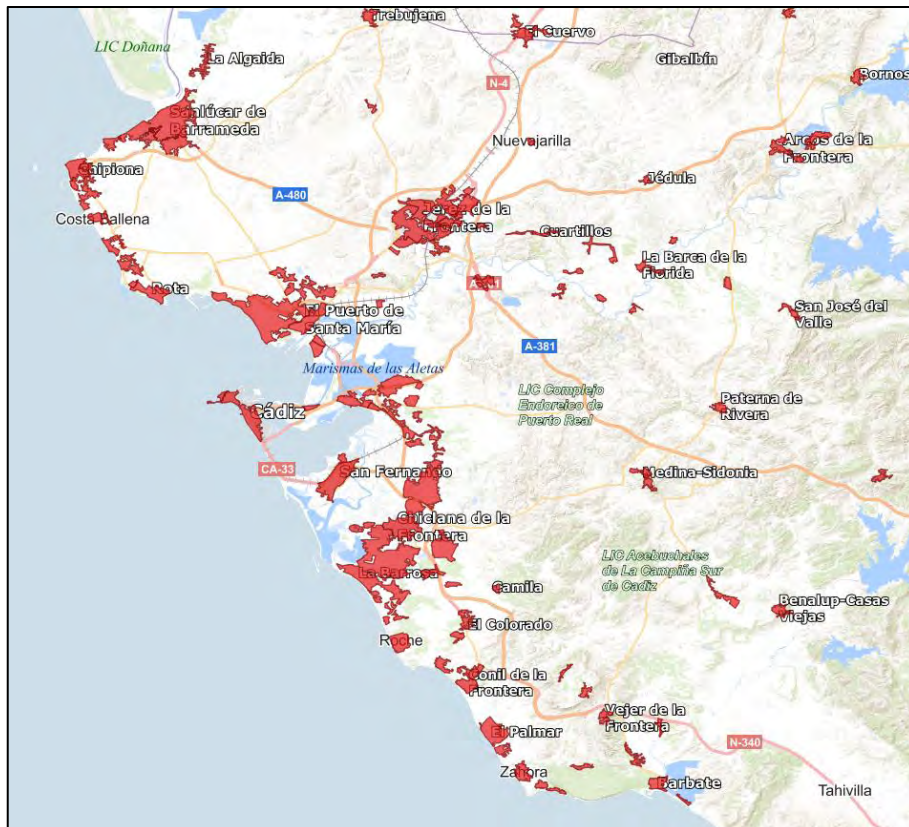 Trebujena
El Cuervo
LIC Doñana
La Algaida
Gibalbín
Bornos
N-4
Sanlúcar de
Barrameda
Nuevajarilla
Arcos de la
Frontera
Chipiona
Jédula
A-480
Costa Ballena
Jerez de la
Frontera
Cuartillos
La Barca de la
Florida
Rota
San José del
Valle
El Puerto de
Santa María
A-381
Marismas de las Aletas
LIC Complejo
Endoreico de
Puerto Real
Paterna de
Rivera
Cádiz
CA-33
San Fernando
Medina-Sidonia
Chiclana de la
Frontera
La Barrosa
LIC Acebuchales
de La Campiña Sur
de Cadiz
Camila
Benalup-Casas
Viejas
El Colorado
Roche
Conil de la
Frontera
Vejer de la
Frontera
El Palmar
N-340
Zahora
Barbate
Tahivilla